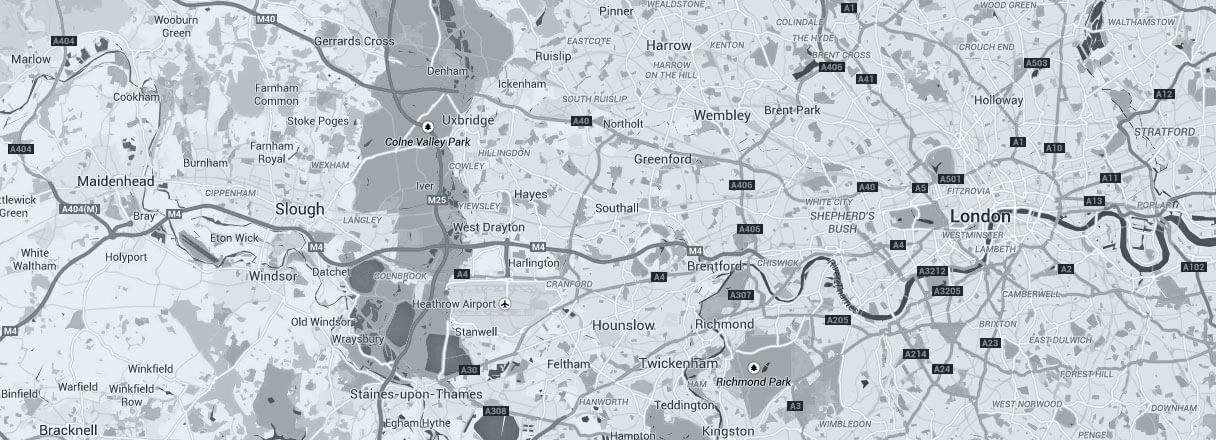 Pinner
WEALDSTONE
A1
WOOD GREEN
Wooburn
Green
M40
COLINDALE
WALTHAMSTOW
A404
Gerrards Cross
EASTCOTE
Harrow
KENTON
THE HYDE
CROUCH END
Marlow
Ruislip
BRENT CROSS
HARROW
ON THE HILL
A406
A503
Denham
A41
Farnham
Common
Ickenham
Cookham
SOUTH RUISLIP
Holloway
A12
Stoke Poges
Uxbridge
A40
Northolt
Wembley
Brent Park
STRATFORD
Colne Valley Park
A1
A10
A404
Farnham
Royal
HILLINGDON
Burnham
WEXHAM
COWLEY
Greenford
Maidenhead
CIPPENHAM
Iver
A406
A40
A5
A501
FITZROVIA
A11
Hayes
M25
A404(M)
Bray
M4
Slough
LANGLEY
YIEWSLEY
Southall
WHITE CITY
SHEPHERD'S
BUSH
London
A13
POPLAR
Green
West Drayton
A406
Eton Wick
WESTMINSTER
White
Waltham
Holyport
M4
M4
M4
A4
LAMBETH
Windsor
Datchet
COLNBROOK
A4
Harlington
CRANFORD
A4
Brentford
CHISWICK
A3212
A2
A102
Heathrow Airport
A307
A3205
CAMBERWELL
Old Windsor
M4
Stanwell
Hounslow
Richmond
A205
BRIXTON
Wraysbury
A23
EAST DULWICH
A214
Winkfield
A30
Feltham
Twickenham
A24
Binfield
Warfield
Winkfield
Row
HAM
Richmond Park
FOREST HILL
Staines-upon-Thames
HANWORTH
Teddington
A3
WEST NORWOOD
DOWNHAM
A308
Bracknell
Egham Hythe
Hampton
Kingston
WIMBLEDON
PENGE